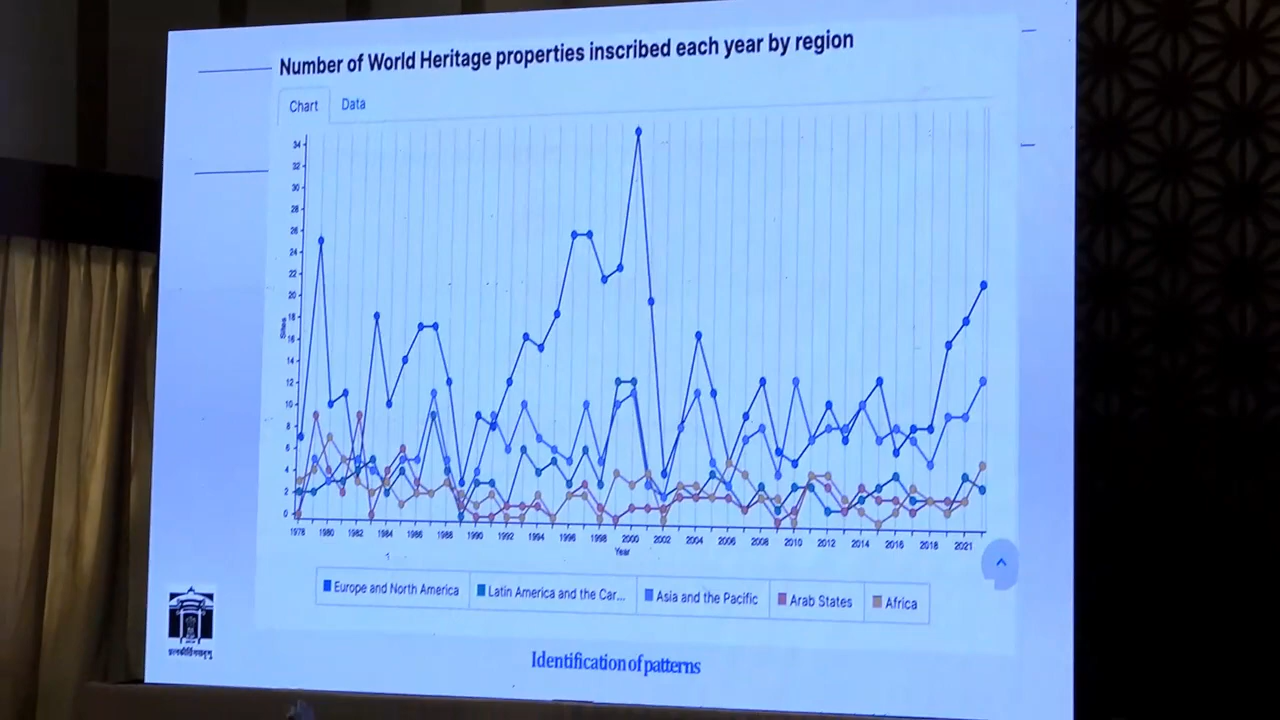 Number of World Heritage properties inscribed each year by region
Chart Data
34
32
30
28
26
24
22
20
18
16
14
12
10
8
6
4
2
0
Sites
1978 1980 1982 1984 1986 1988 1990 1992 1994 1996 1998 2000 2002 2004 2006 2008 2010 2012 2014 2016 2018 2021
Year
Europe and North America Latin America and the Car... Asia and the Pacific Arab States Africa
Identification of patterns